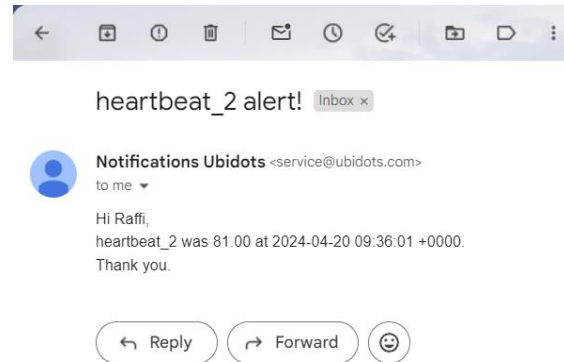 heartbeat_2 alert! Inbox ×
Notifications Ubidots <service@ubidots.com>
to me
Hi Raffi,
heartbeat_2 was 81.00 at 2024-04-20 09:36:01 +0000.
Thank you.
Reply Forward